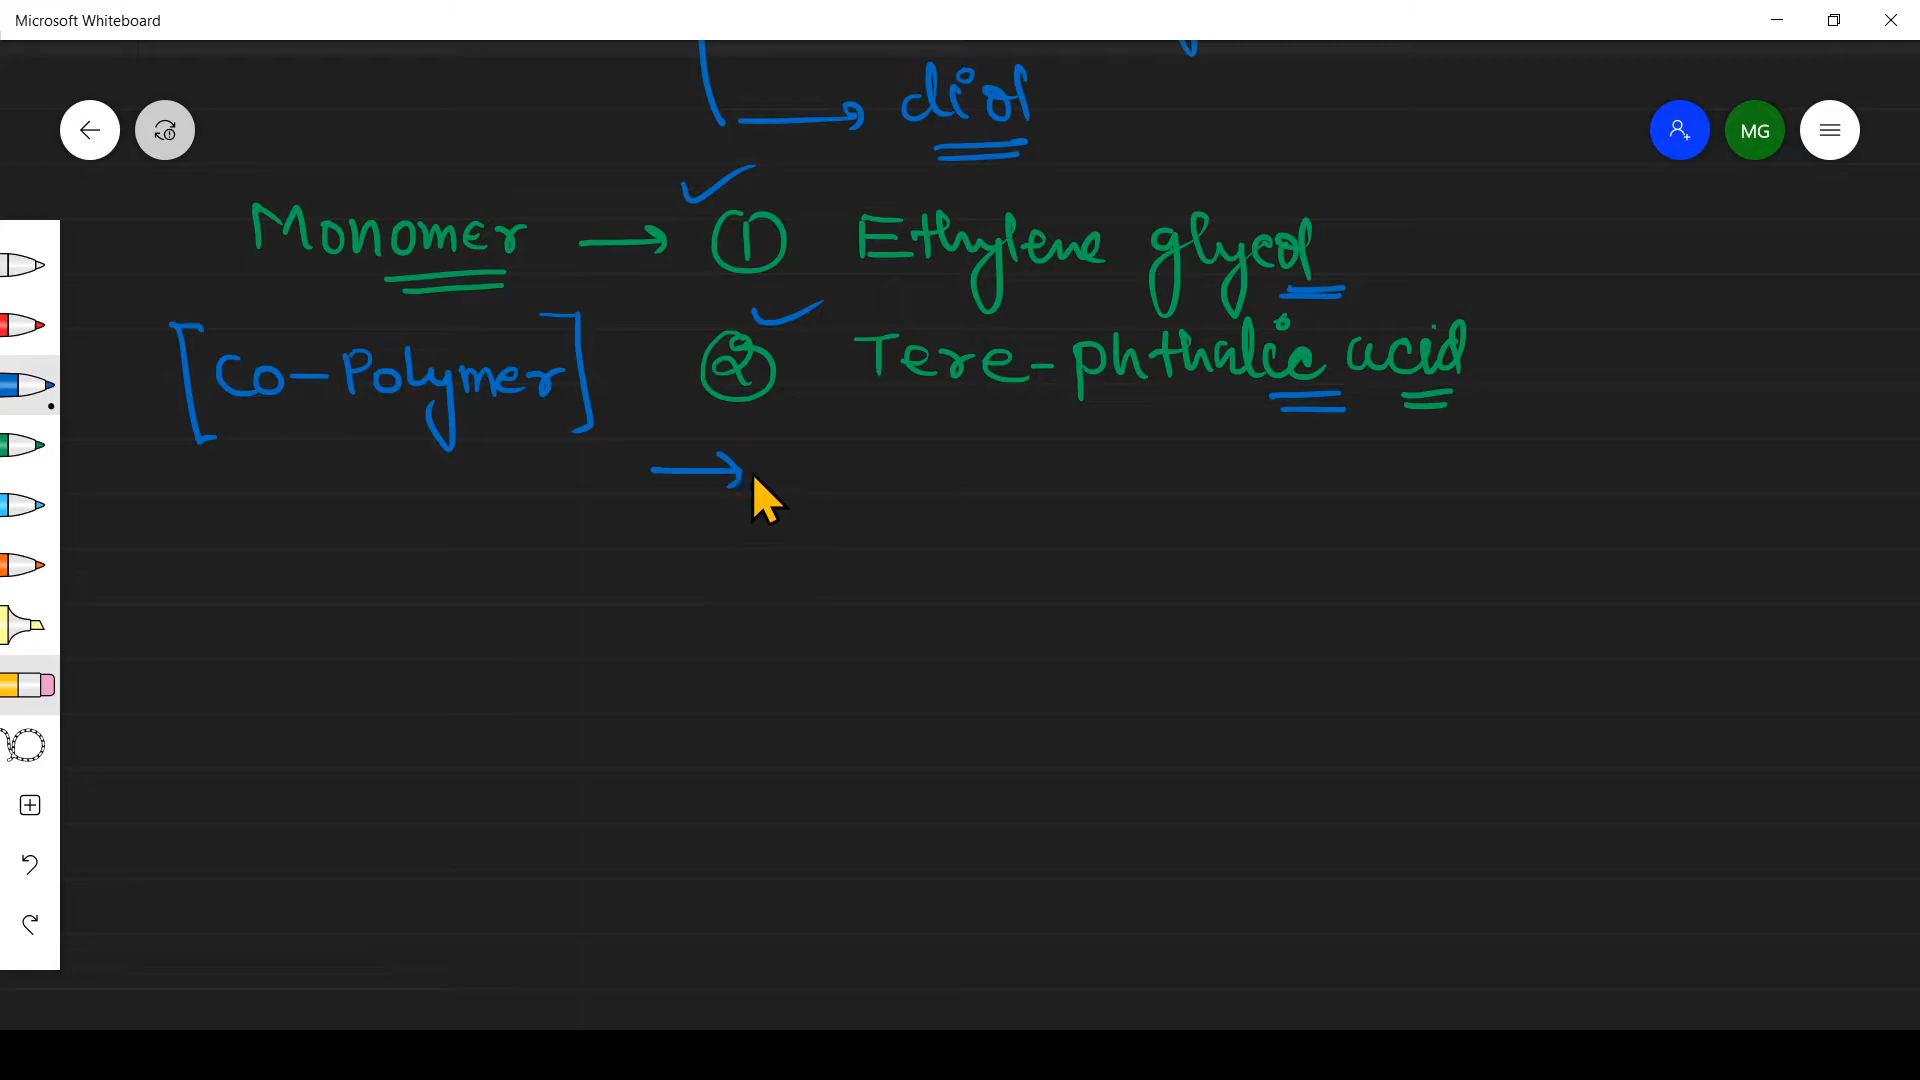 Microsoft Whiteboard
→ diol
MG
Monomer → ① Ethylene glycol
[Co-Polymer] ② Tere-phthalic acid
→